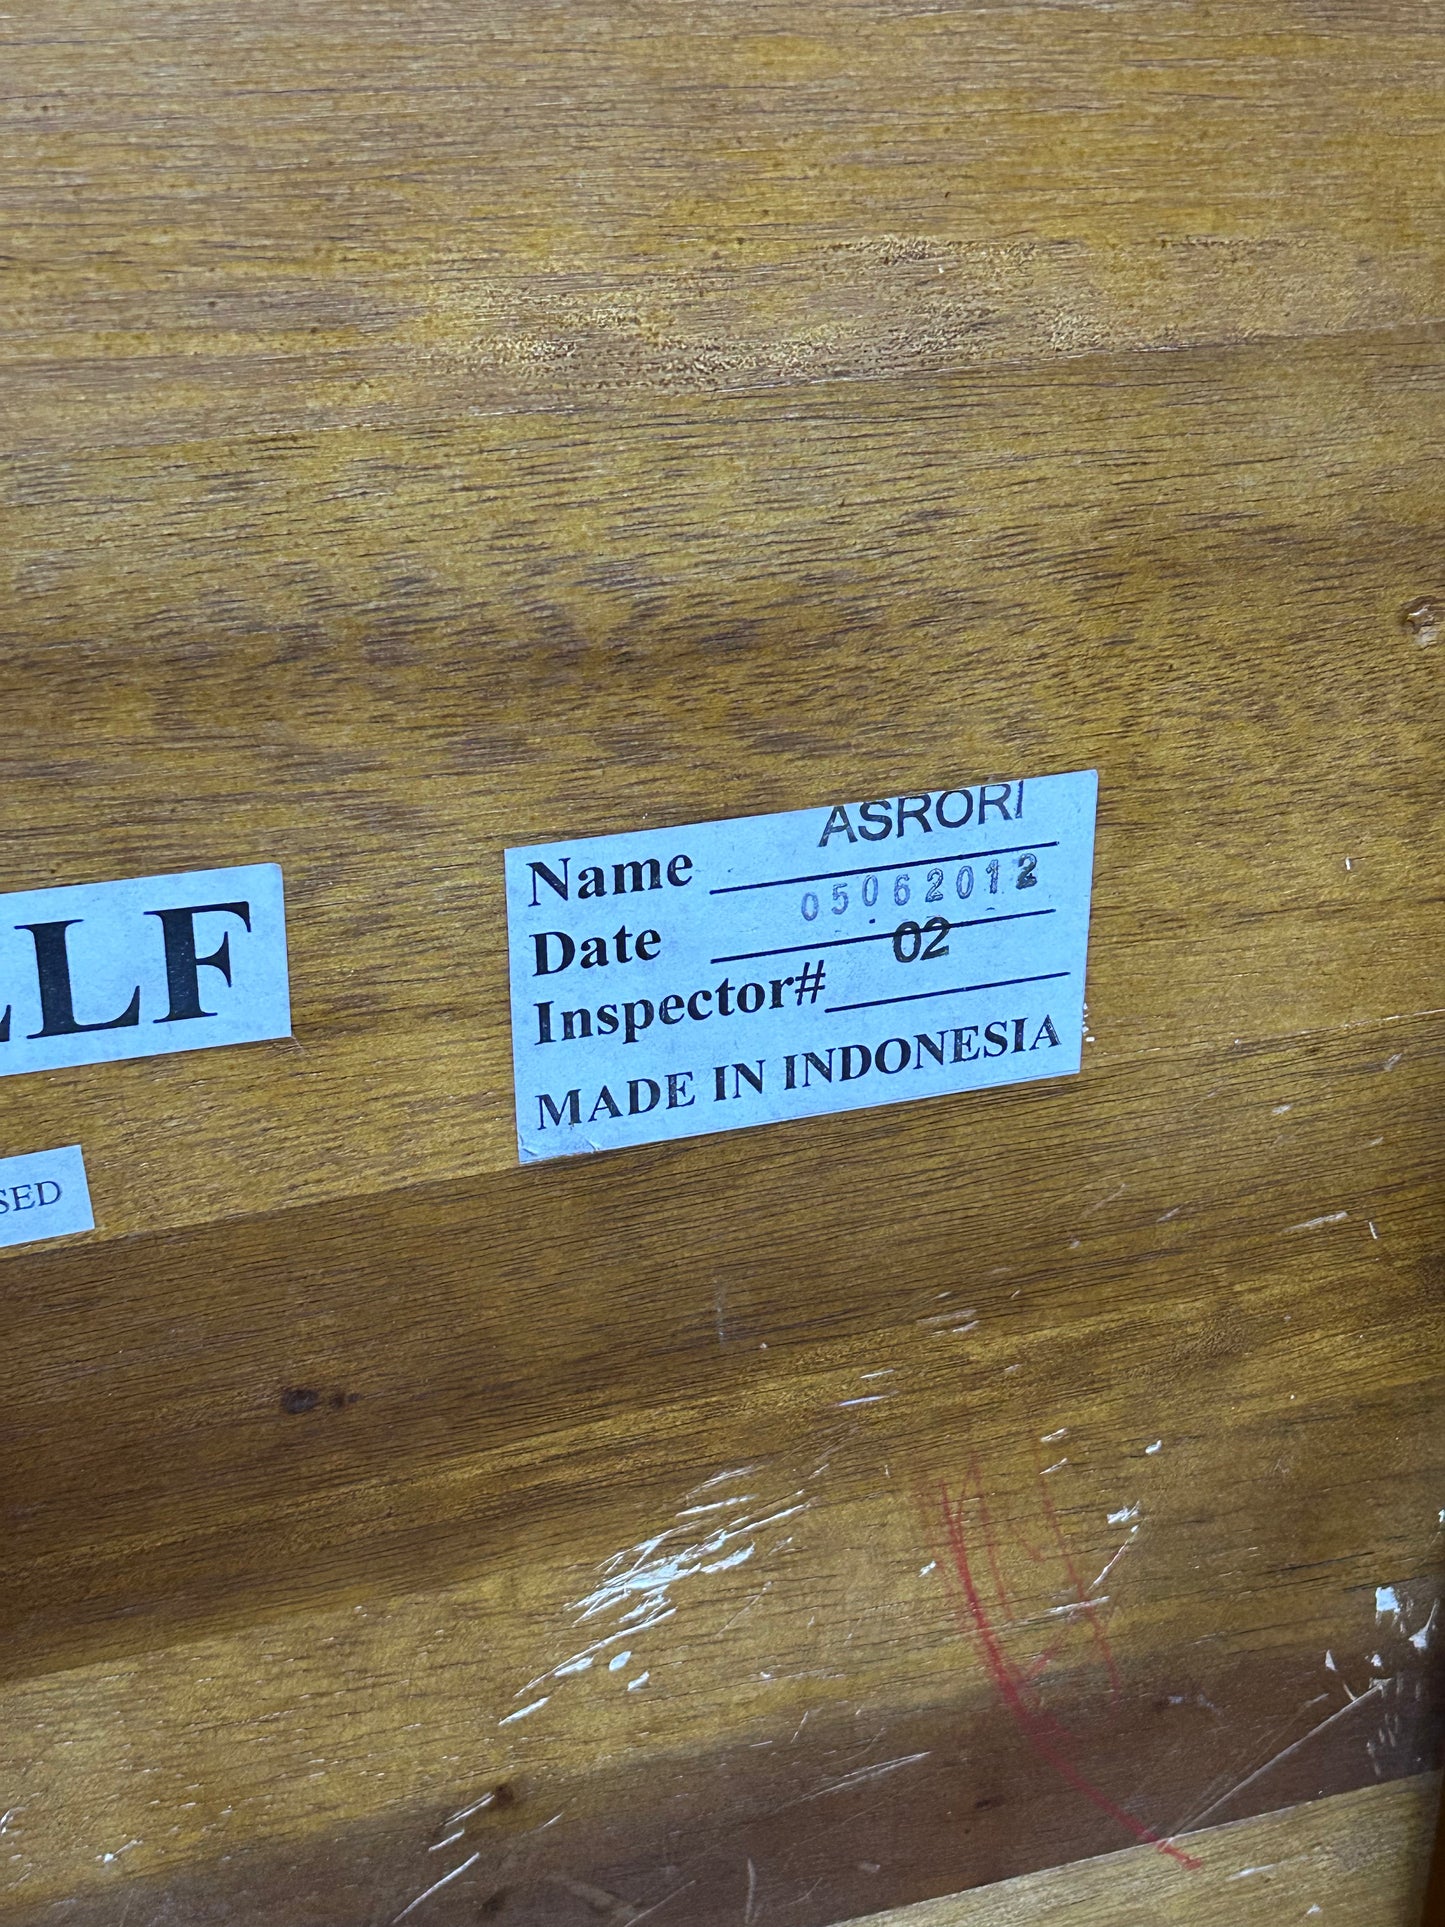 LLF
SED
Name ASRORI
Date 05062012
Inspector# 02
MADE IN INDONESIA